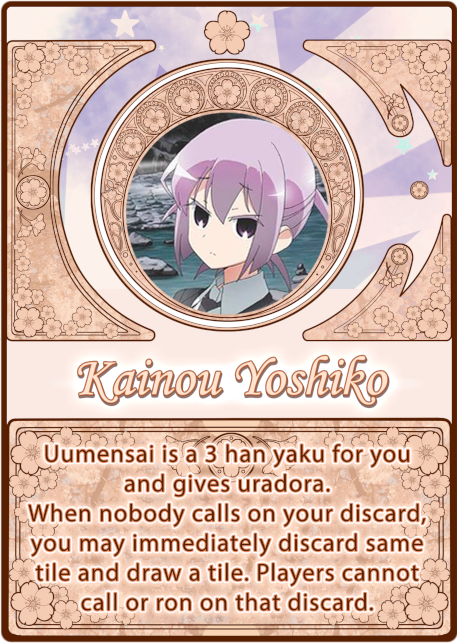 Kainou Yoshiko
Uumensai is a 3 han yaku for you
and gives uradora.
When nobody calls on your discard,
you may immediately discard same
tile and draw a tile. Players cannot
call or ron on that discard.